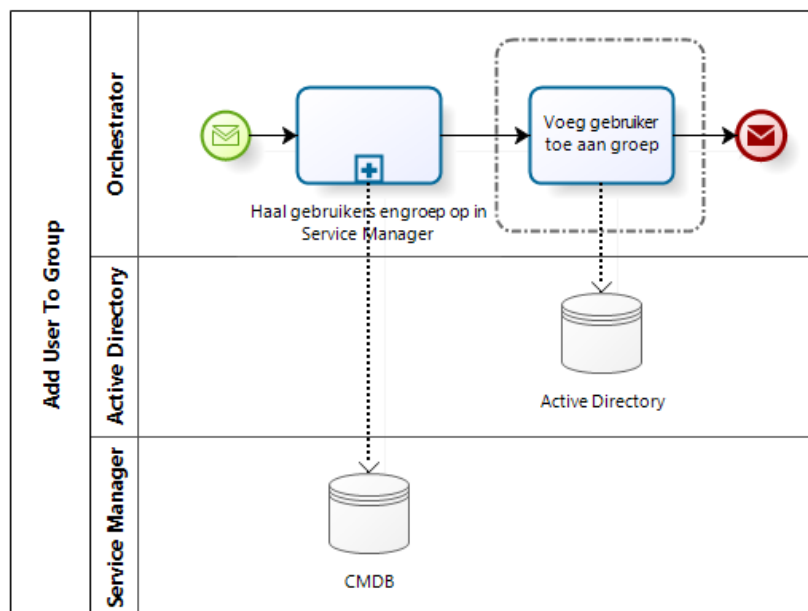 Add User To Group
Orchestrator
Voeg gebruiker
toe aan groep
Haal gebruikers engroep op in
Service Manager
Active Directory
Active Directory
Service Manager
CMDB